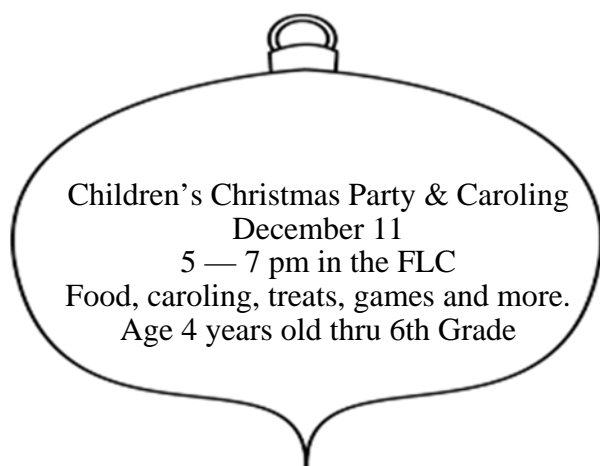 Children’s Christmas Party & Caroling
December 11
5 — 7 pm in the FLC
Food, caroling, treats, games and more.
Age 4 years old thru 6th Grade